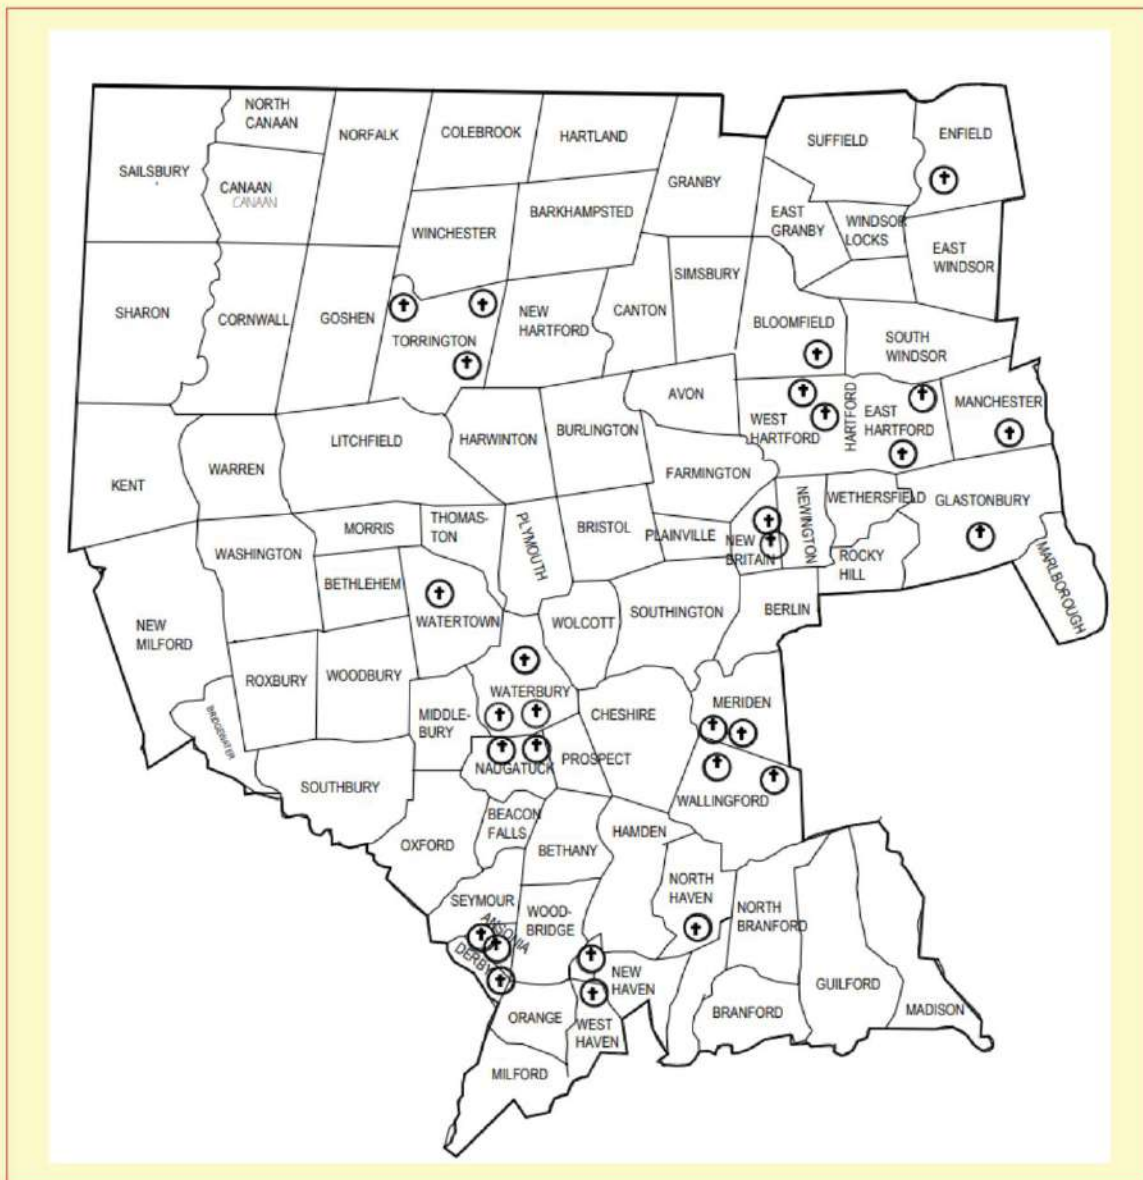 NORTH
CANAAN
NORFALK
COLEBROOK
HARTLAND
SUFFIELD
ENFIELD
SAILSBURY
CANAAN
CANAAN
GRANBY
BARKHAMPSTED
WINCHESTER
EAST
GRANBY
WINDSOR
LOCKS
EAST
WINDSOR
SIMSBURY
SHARON
CORNWALL
GOSHEN
TORRINGTON
NEW
HARTFORD
CANTON
BLOOMFIELD
SOUTH
WINDSOR
AVON
WEST
HARTFORD
HARTFORD
EAST
HARTFORD
MANCHESTER
LITCHFIELD
HARWINTON
BURLINGTON
FARMINGTON
KENT
WARREN
WASHINGTON
MORRIS
THOMAS-
TON
PLYMOUTH
BRISTOL
PLAINVILLE
NEW
BRITAIN
NEWINGTON
WETHERSFIELD
GLASTONBURY
ROCKY
HILL
MARLBOROUGH
BETHLEHEM
WATERTOWN
WOLCOTT
SOUTHINGTON
BERLIN
NEW
MILFORD
ROXBURY
WOODBURY
BRIDGEWATER
MIDDLE-
BURY
WATERBURY
CHESHIRE
MERIDEN
NAUGATUCK
PROSPECT
SOUTHBURY
WALLINGFORD
OXFORD
BEACON
FALLS
BETHANY
HAMDEN
SEYMOUR
ANSONIA
DERBY
WOOD-
BRIDGE
NORTH
HAVEN
NORTH
BRANFORD
NEW
HAVEN
ORANGE
WEST
HAVEN
BRANFORD
GUILFORD
MADISON
MILFORD